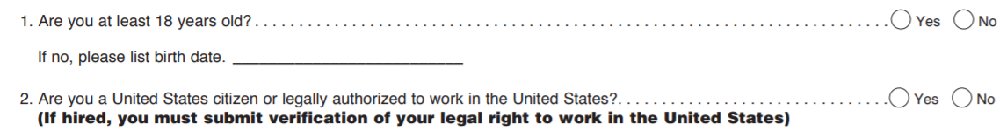 1. Are you at least 18 years old? . . . . . . . . . . . . . . . . . . . . . . . . . . . . . . . . . . . . . . . . . . . . . . . . . . . . . . . . . . . . . . . . . . . . . . . . . ◯ Yes ◯ No
If no, please list birth date. __________________________
2. Are you a United States citizen or legally authorized to work in the United States?. . . . . . . . . . . . . . . . . . . . . . . . . . . . . . . ◯ Yes ◯ No
(If hired, you must submit verification of your legal right to work in the United States)